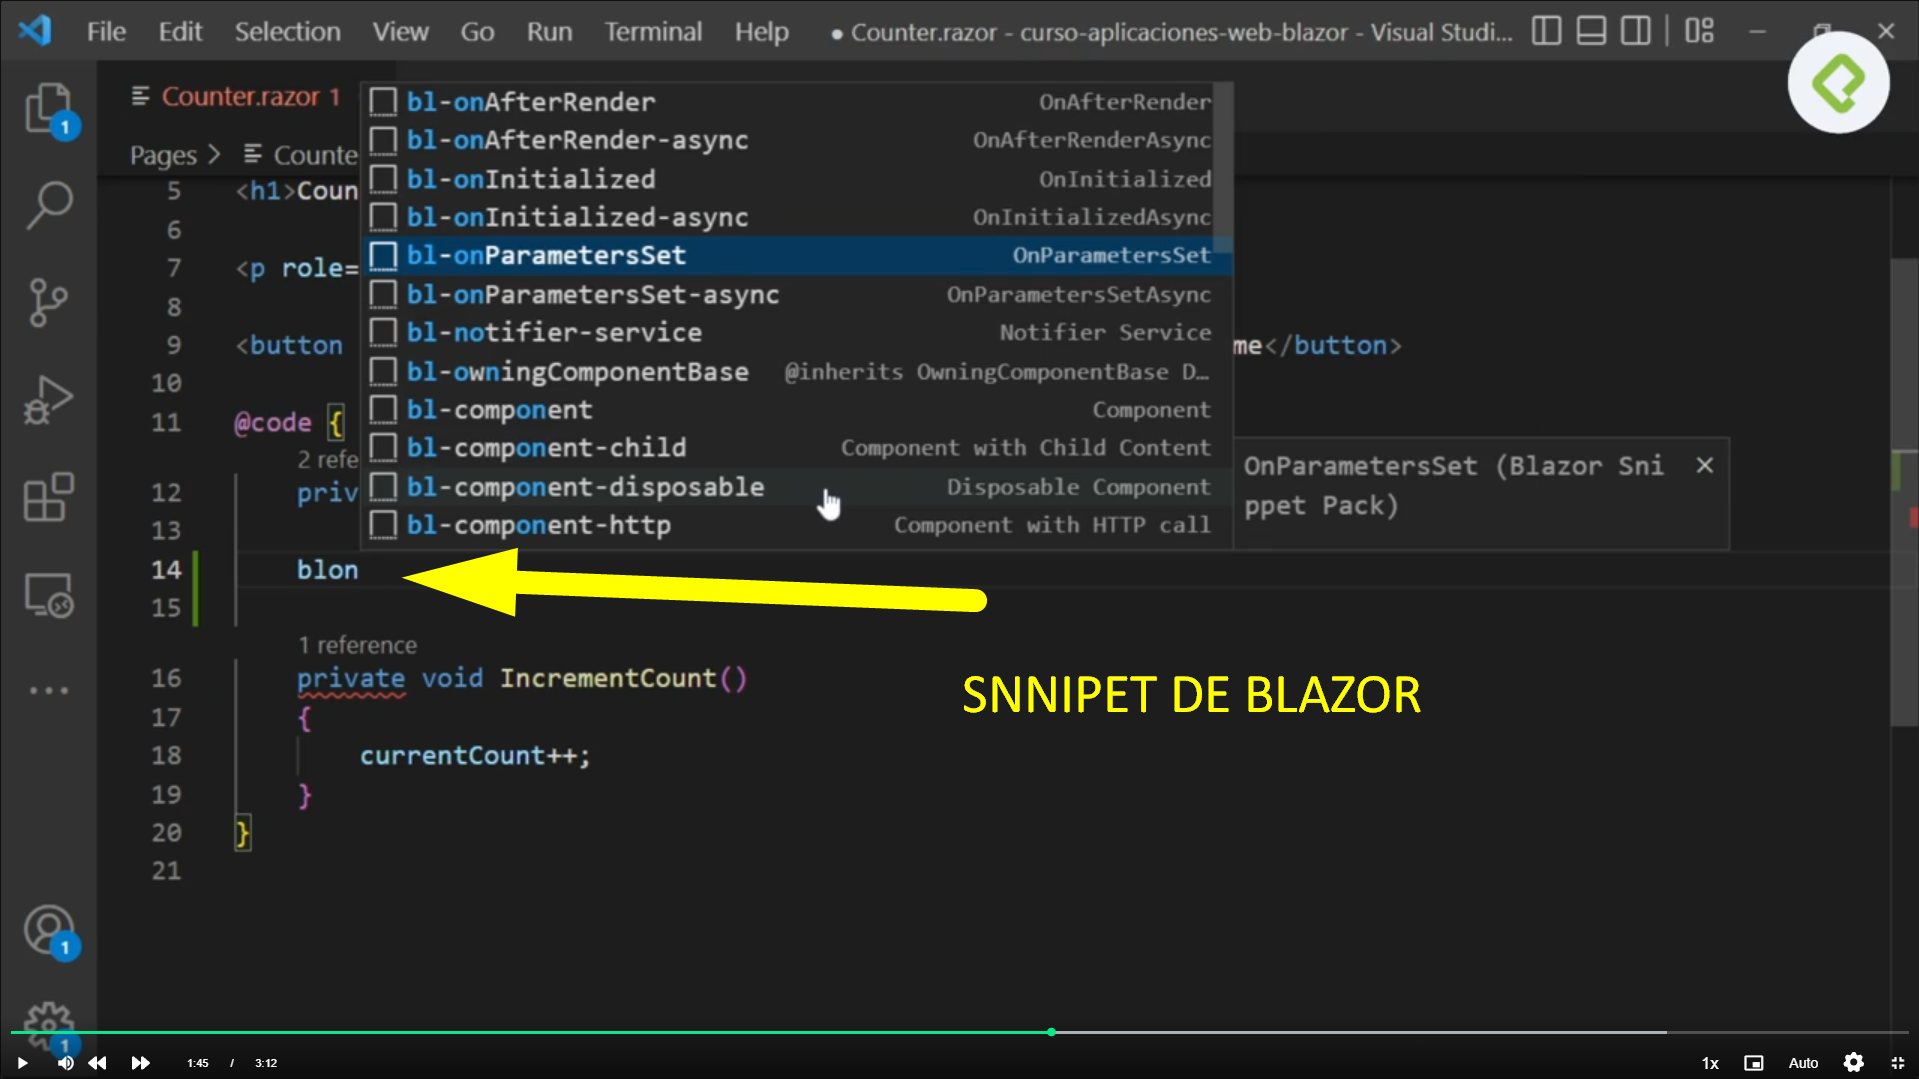 File Edit Selection View Go Run Terminal Help ● Counter.razor - curso-aplicaciones-web-blazor - Visual Studi...
Counter.razor 1
Pages > Counte
bl-onAfterRender OnAfterRender
bl-onAfterRender-async OnAfterRenderAsync
bl-onInitialized OnInitialized
bl-onInitialized-async OnInitializedAsync
bl-onParametersSet OnParametersSet
bl-onParametersSet-async OnParametersSetAsync
bl-notifier-service Notifier Service
bl-owningComponentBase @inherits OwningComponentBase D...
bl-component Component
bl-component-child Component with Child Content
bl-component-disposable Disposable Component
bl-component-http Component with HTTP call
OnParametersSet (Blazor Sni
ppet Pack)
5 <h1>Coun
6
7 <p role=
8
9 <button me</button>
10
11 @code {
2 refe
12 priv
13
14 blon
15
1 reference
16 private void IncrementCount()
17 {
18 currentCount++;
19 }
20 }
21
SNNIPET DE BLAZOR
1
1
1
1:45 / 3:12
1x Auto